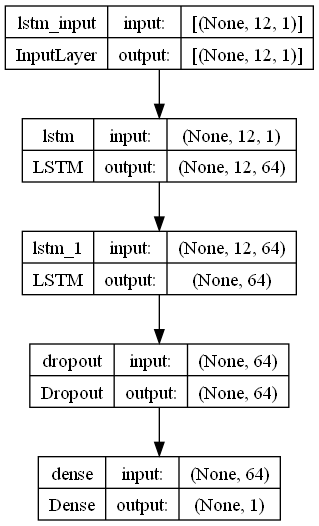 lstm_input input: [(None, 12, 1)]
InputLayer output: [(None, 12, 1)]
lstm input: (None, 12, 1)
LSTM output: (None, 12, 64)
lstm_1 input: (None, 12, 64)
LSTM output: (None, 64)
dropout input: (None, 64)
Dropout output: (None, 64)
dense input: (None, 64)
Dense output: (None, 1)